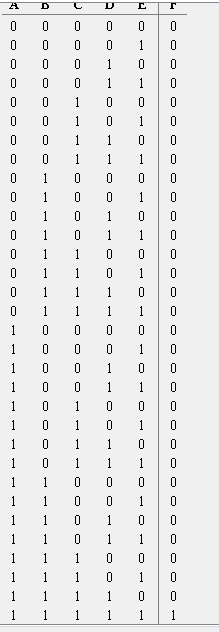 A B C D E F
0 0 0 0 0 0
0 0 0 0 1 0
0 0 0 1 0 0
0 0 0 1 1 0
0 0 1 0 0 0
0 0 1 0 1 0
0 0 1 1 0 0
0 0 1 1 1 0
0 1 0 0 0 0
0 1 0 0 1 0
0 1 0 1 0 0
0 1 0 1 1 0
0 1 1 0 0 0
0 1 1 0 1 0
0 1 1 1 0 0
0 1 1 1 1 0
1 0 0 0 0 0
1 0 0 0 1 0
1 0 0 1 0 0
1 0 0 1 1 0
1 0 1 0 0 0
1 0 1 0 1 0
1 0 1 1 0 0
1 0 1 1 1 0
1 1 0 0 0 0
1 1 0 0 1 0
1 1 0 1 0 0
1 1 0 1 1 0
1 1 1 0 0 0
1 1 1 0 1 0
1 1 1 1 0 0
1 1 1 1 1 1